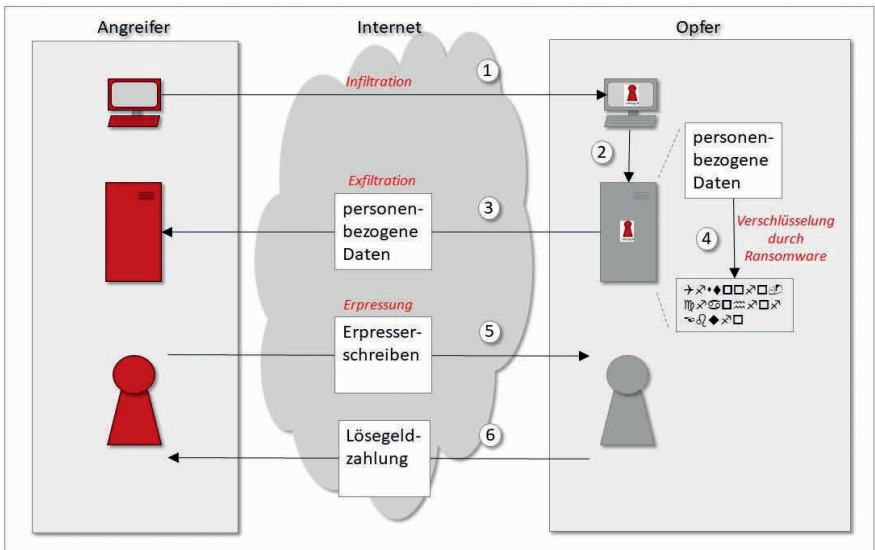 Angreifer
Internet
Opfer
Infiltration
1
2
personen-
bezogene
Daten
Exfiltration
personen-
bezogene
Daten
3
4
Verschlüsselung
durch
Ransomware
Erpressung
Erpresser-
schreiben
5
Lösegeld-
zahlung
6